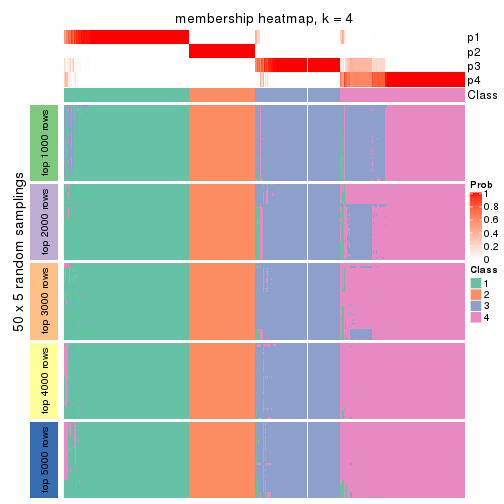 membership heatmap, k = 4
p1
p2
p3
p4
Class
50 x 5 random samplings
top 1000 rows
top 2000 rows
top 3000 rows
top 4000 rows
top 5000 rows
Prob
1
0.8
0.6
0.4
0.2
0
Class
1
2
3
4